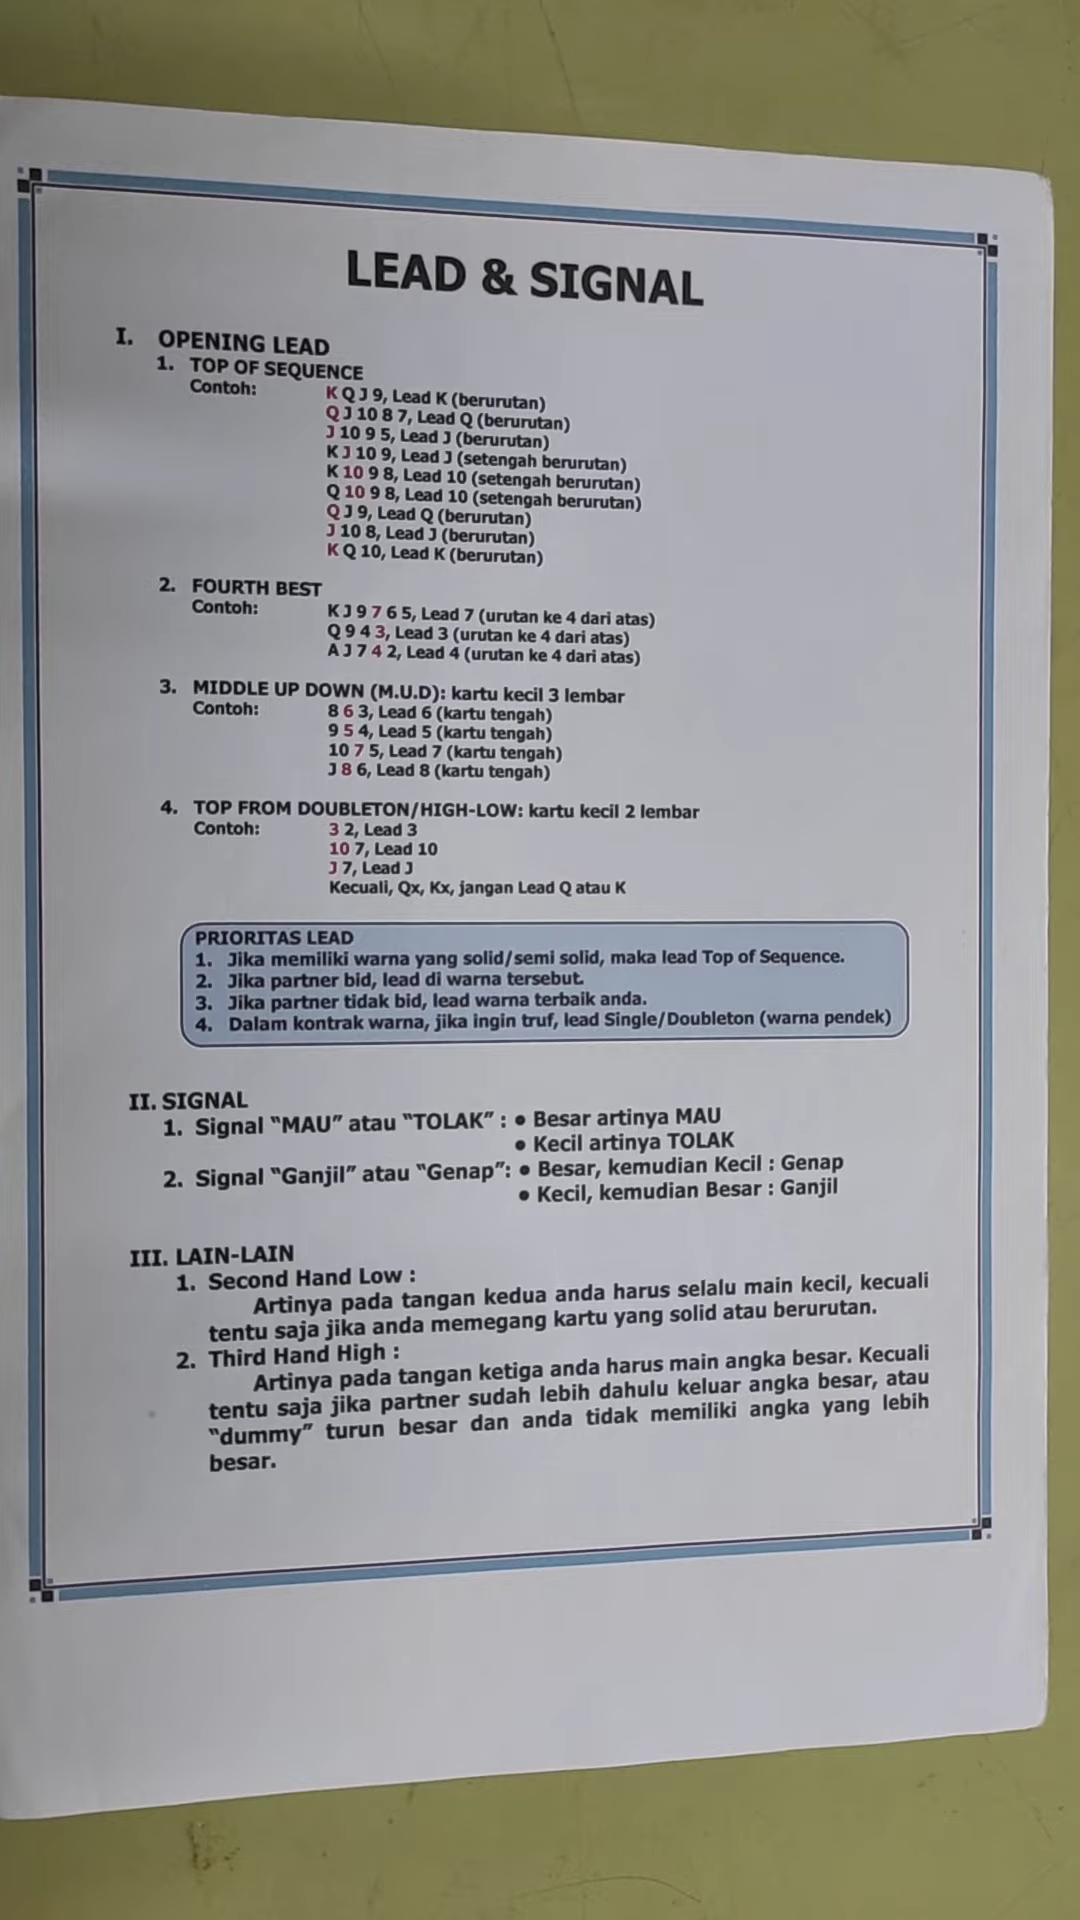 LEAD & SIGNAL
I. OPENING LEAD
1. TOP OF SEQUENCE
Contoh: K Q J 9, Lead K (berurutan)
Q J 10 8 7, Lead Q (berurutan)
J 10 9 5, Lead J (berurutan)
K J 10 9, Lead J (setengah berurutan)
K 10 9 8, Lead 10 (setengah berurutan)
Q 10 9 8, Lead 10 (setengah berurutan)
Q J 9, Lead Q (berurutan)
J 10 8, Lead J (berurutan)
K Q 10, Lead K (berurutan)
2. FOURTH BEST
Contoh: K J 9 7 6 5, Lead 7 (urutan ke 4 dari atas)
Q 9 4 3, Lead 3 (urutan ke 4 dari atas)
A J 7 4 2, Lead 4 (urutan ke 4 dari atas)
3. MIDDLE UP DOWN (M.U.D): kartu kecil 3 lembar
Contoh: 8 6 3, Lead 6 (kartu tengah)
9 5 4, Lead 5 (kartu tengah)
10 7 5, Lead 7 (kartu tengah)
J 8 6, Lead 8 (kartu tengah)
4. TOP FROM DOUBLETON/HIGH-LOW: kartu kecil 2 lembar
Contoh: 3 2, Lead 3
10 7, Lead 10
J 7, Lead J
Kecuali, Qx, Kx, jangan Lead Q atau K
PRIORITAS LEAD
1. Jika memiliki warna yang solid/semi solid, maka lead Top of Sequence.
2. Jika partner bid, lead di warna tersebut.
3. Jika partner tidak bid, lead warna terbaik anda.
4. Dalam kontrak warna, jika ingin truf, lead Single/Doubleton (warna pendek)
II. SIGNAL
1. Signal "MAU" atau "TOLAK" : • Besar artinya MAU
• Kecil artinya TOLAK
2. Signal "Ganjil" atau "Genap": • Besar, kemudian Kecil : Genap
• Kecil, kemudian Besar : Ganjil
III. LAIN-LAIN
1. Second Hand Low :
Artinya pada tangan kedua anda harus selalu main kecil, kecuali
tentu saja jika anda memegang kartu yang solid atau berurutan.
2. Third Hand High :
Artinya pada tangan ketiga anda harus main angka besar. Kecuali
tentu saja jika partner sudah lebih dahulu keluar angka besar, atau
"dummy" turun besar dan anda tidak memiliki angka yang lebih
besar.